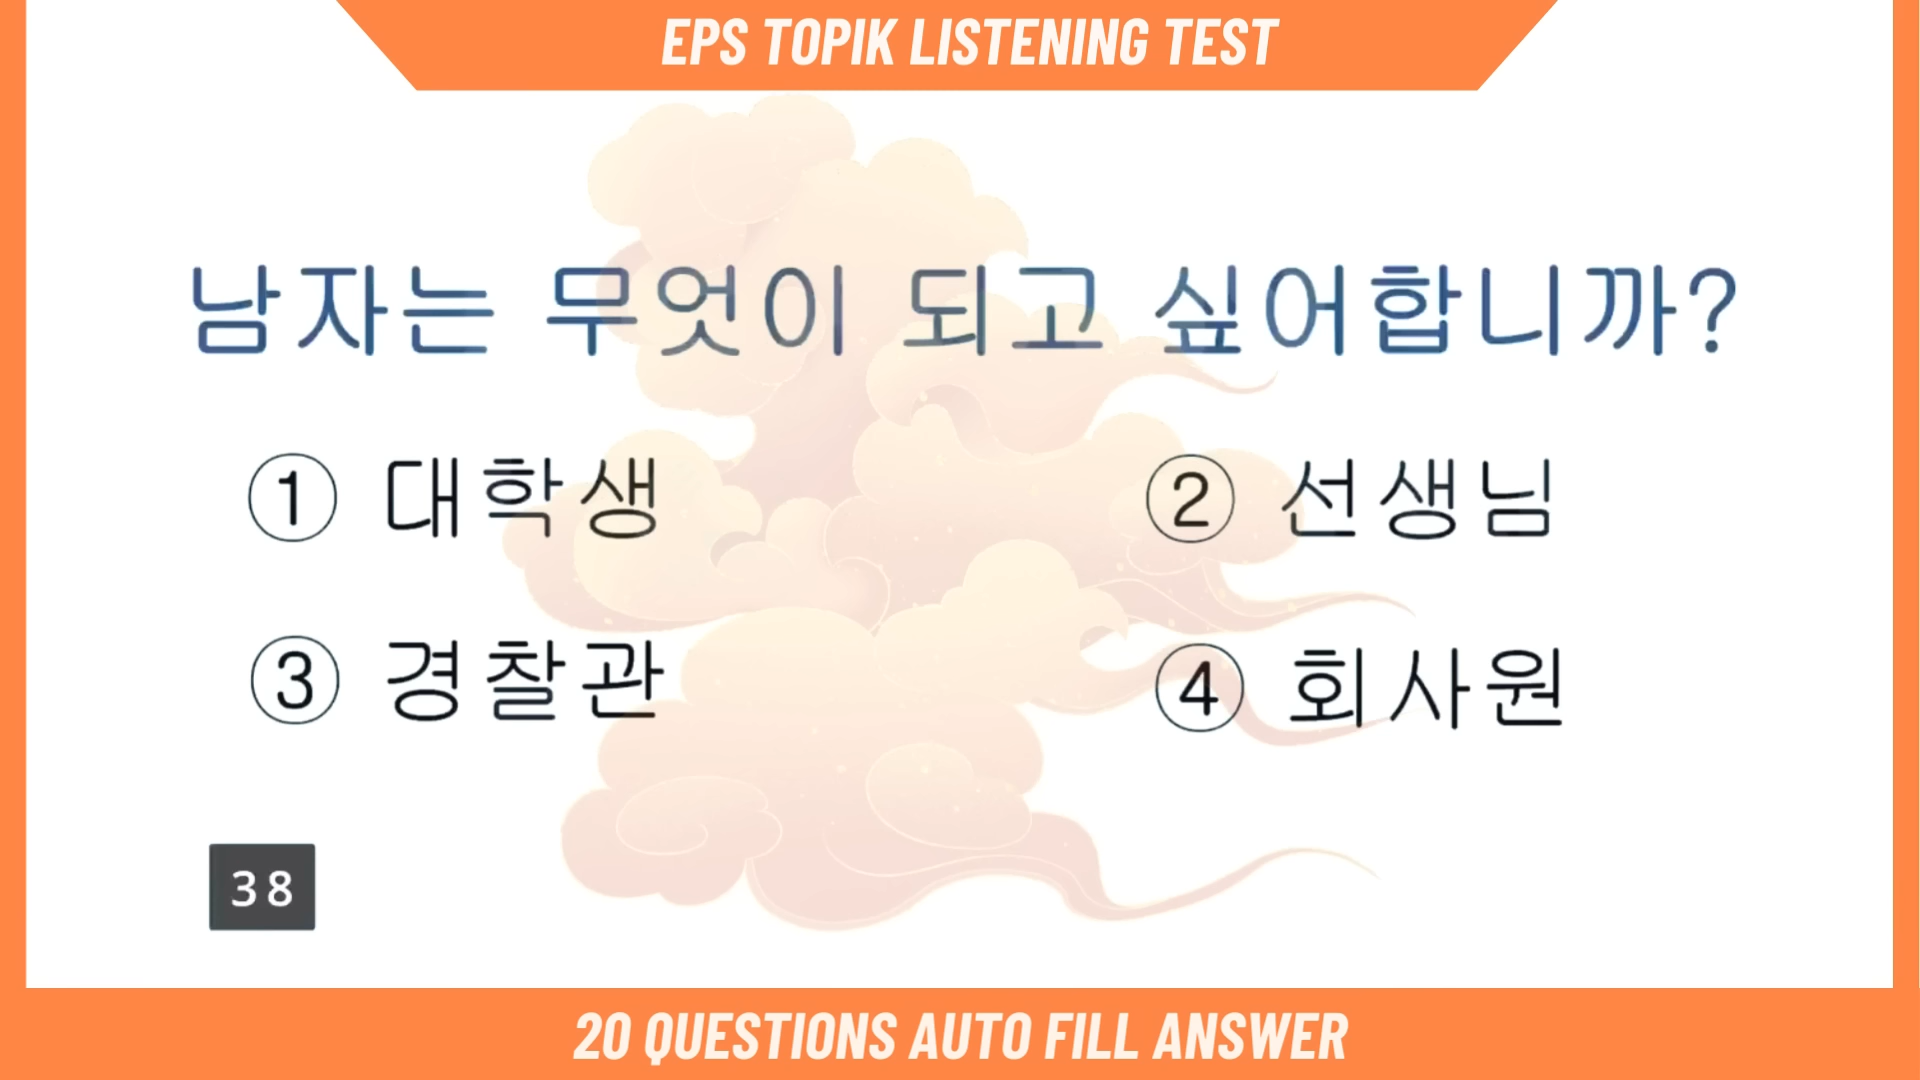 EPS TOPIK LISTENING TEST
남자는 무엇이 되고 싶어합니까?
① 대학생 ② 선생님
③ 경찰관 ④ 회사원
38
20 QUESTIONS AUTO FILL ANSWER